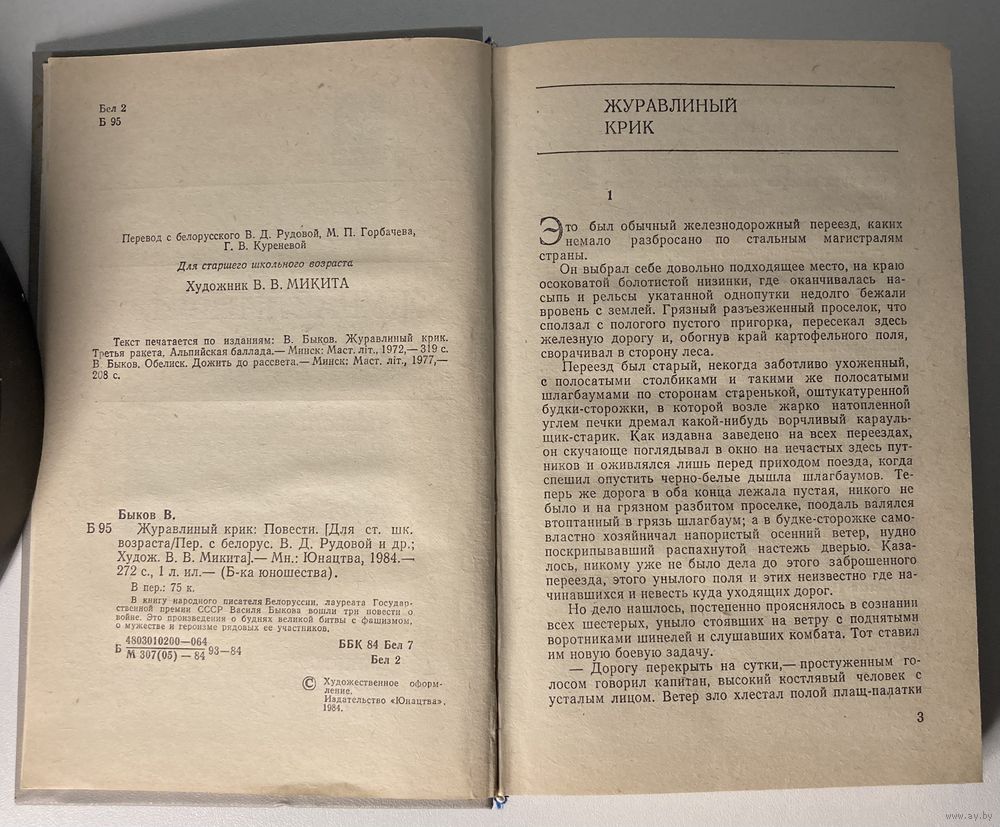 Бел 2
Б 95
Перевод с белорусского В. Д. Рудовой, М. П. Горбачева,
Г. В. Куреневой
Для старшего школьного возраста
Художник В. В. МИКИТА
Текст печатается по изданиям: В. Быков. Журавлиный крик.
Третья ракета. Альпийская баллада.— Минск: Маст. літ., 1972,—319 с.
В. Быков. Обелиск. Дожить до рассвета.— Минск: Маст. літ., 1977,—
208 с.
Быков В.
Б 95 Журавлиный крик: Повести. [Для ст. шк.
возраста/Пер. с белорус. В. Д. Рудовой и др.;
Худож. В. В. Микита].— Мн.: Юнацтва, 1984.—
272 с., 1 л. ил.— (Б-ка юношества).
В пер.: 75 к.
В книгу народного писателя Белоруссии, лауреата Государ-
ственной премии СССР Василя Быкова вошли три повести о
войне. Это произведения о буднях великой битвы с фашизмом,
о мужестве и героизме рядовых ее участников.
Б 4803010200—064 93—84
М 307(05) — 84
ББК 84 Бел 7
Бел 2
© Художественное оформ-
ление.
Издательство «Юнацтва»,
1984.
ЖУРАВЛИНЫЙ
КРИК
1
Это был обычный железнодорожный переезд, каких
немало разбросано по стальным магистралям
страны.
Он выбрал себе довольно подходящее место, на краю
осоковатой болотистой низинки, где оканчивалась на-
сыпь и рельсы укатанной однопутки недолго бежали
вровень с землей. Грязный разъезженный проселок, что
сползал с пологого пустого пригорка, пересекал здесь
железную дорогу и, обогнув край картофельного поля,
сворачивал в сторону леса.
Переезд был старый, некогда заботливо ухоженный,
с полосатыми столбиками и такими же полосатыми
шлагбаумами по сторонам старенькой, оштукатуренной
будки-сторожки, в которой возле жарко натопленной
углем печки дремал какой-нибудь ворчливый карауль-
щик-старик. Как издавна заведено на всех переездах,
он скучающе поглядывал в окно на нечастых здесь пут-
ников и оживлялся лишь перед приходом поезда, когда
спешил опустить черно-белые дышла шлагбаумов. Те-
перь же дорога в оба конца лежала пустая, никого не
было и на грязном разбитом проселке, поодаль валялся
втоптанный в грязь шлагбаум; а в будке-сторожке само-
властно хозяйничал напористый осенний ветер, нудно
поскрипывавший распахнутой настежь дверью. Каза-
лось, никому уже не было дела до этого заброшенного
переезда, этого унылого поля и этих неизвестно где на-
чинавшихся и невесть куда уходящих дорог.
Но дело нашлось, постепенно прояснялось в сознании
всех шестерых, уныло стоявших на ветру с поднятыми
воротниками шинелей и слушавших комбата. Тот ставил
им новую боевую задачу.
— Дорогу перекрыть на сутки,— простуженным го-
лосом говорил капитан, высокий костлявый человек с
усталым лицом. Ветер зло хлестал полой плащ-палатки
3
www.ay.by